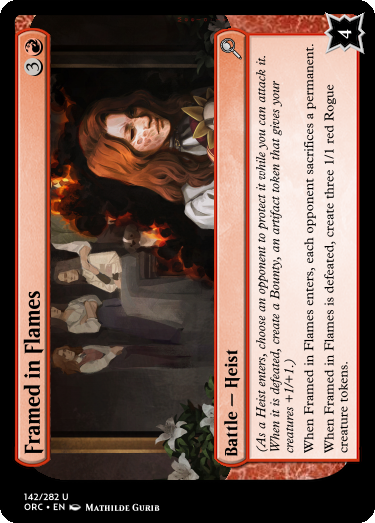 Framed in Flames 3
Battle — Heist
(As a Heist enters, choose an opponent to protect it while you can attack it.
When it is defeated, create a Bounty, an artifact token that gives your
creatures +1/+1.)
When Framed in Flames enters, each opponent sacrifices a permanent.
When Framed in Flames is defeated, create three 1/1 red Rogue
creature tokens.
4
142/282 U
ORC • EN Mathilde Gurib